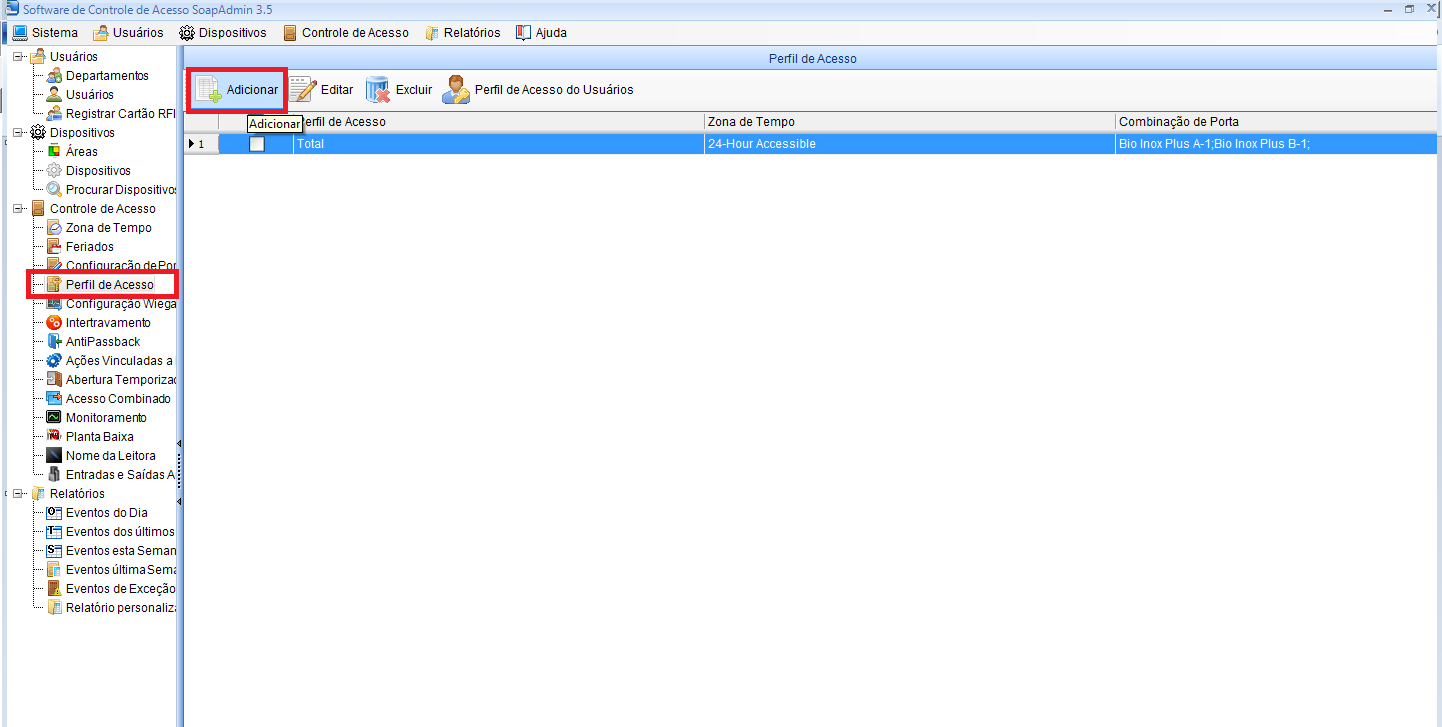 Software de Controle de Acesso SoapAdmin 3.5
Sistema Usuários Dispositivos Controle de Acesso Relatórios Ajuda
Usuários
Departamentos
Usuários
Registrar Cartão RFI
Dispositivos
Áreas
Dispositivos
Procurar Dispositivos
Controle de Acesso
Zona de Tempo
Feriados
Configuração de Por
Perfil de Acesso
Configuração Wiega
Intertravamento
AntiPassback
Ações Vinculadas a
Abertura Temporizad
Acesso Combinado
Monitoramento
Planta Baixa
Nome da Leitora
Entradas e Saídas A
Relatórios
Eventos do Dia
Eventos dos últimos
Eventos esta Seman
Eventos última Sema
Eventos de Exceção
Relatório personaliza
Perfil de Acesso
Adicionar Editar Excluir Perfil de Acesso do Usuários
Adicionar
erfil de Acesso Zona de Tempo Combinação de Porta
1 Total 24-Hour Accessible Bio Inox Plus A-1;Bio Inox Plus B-1;